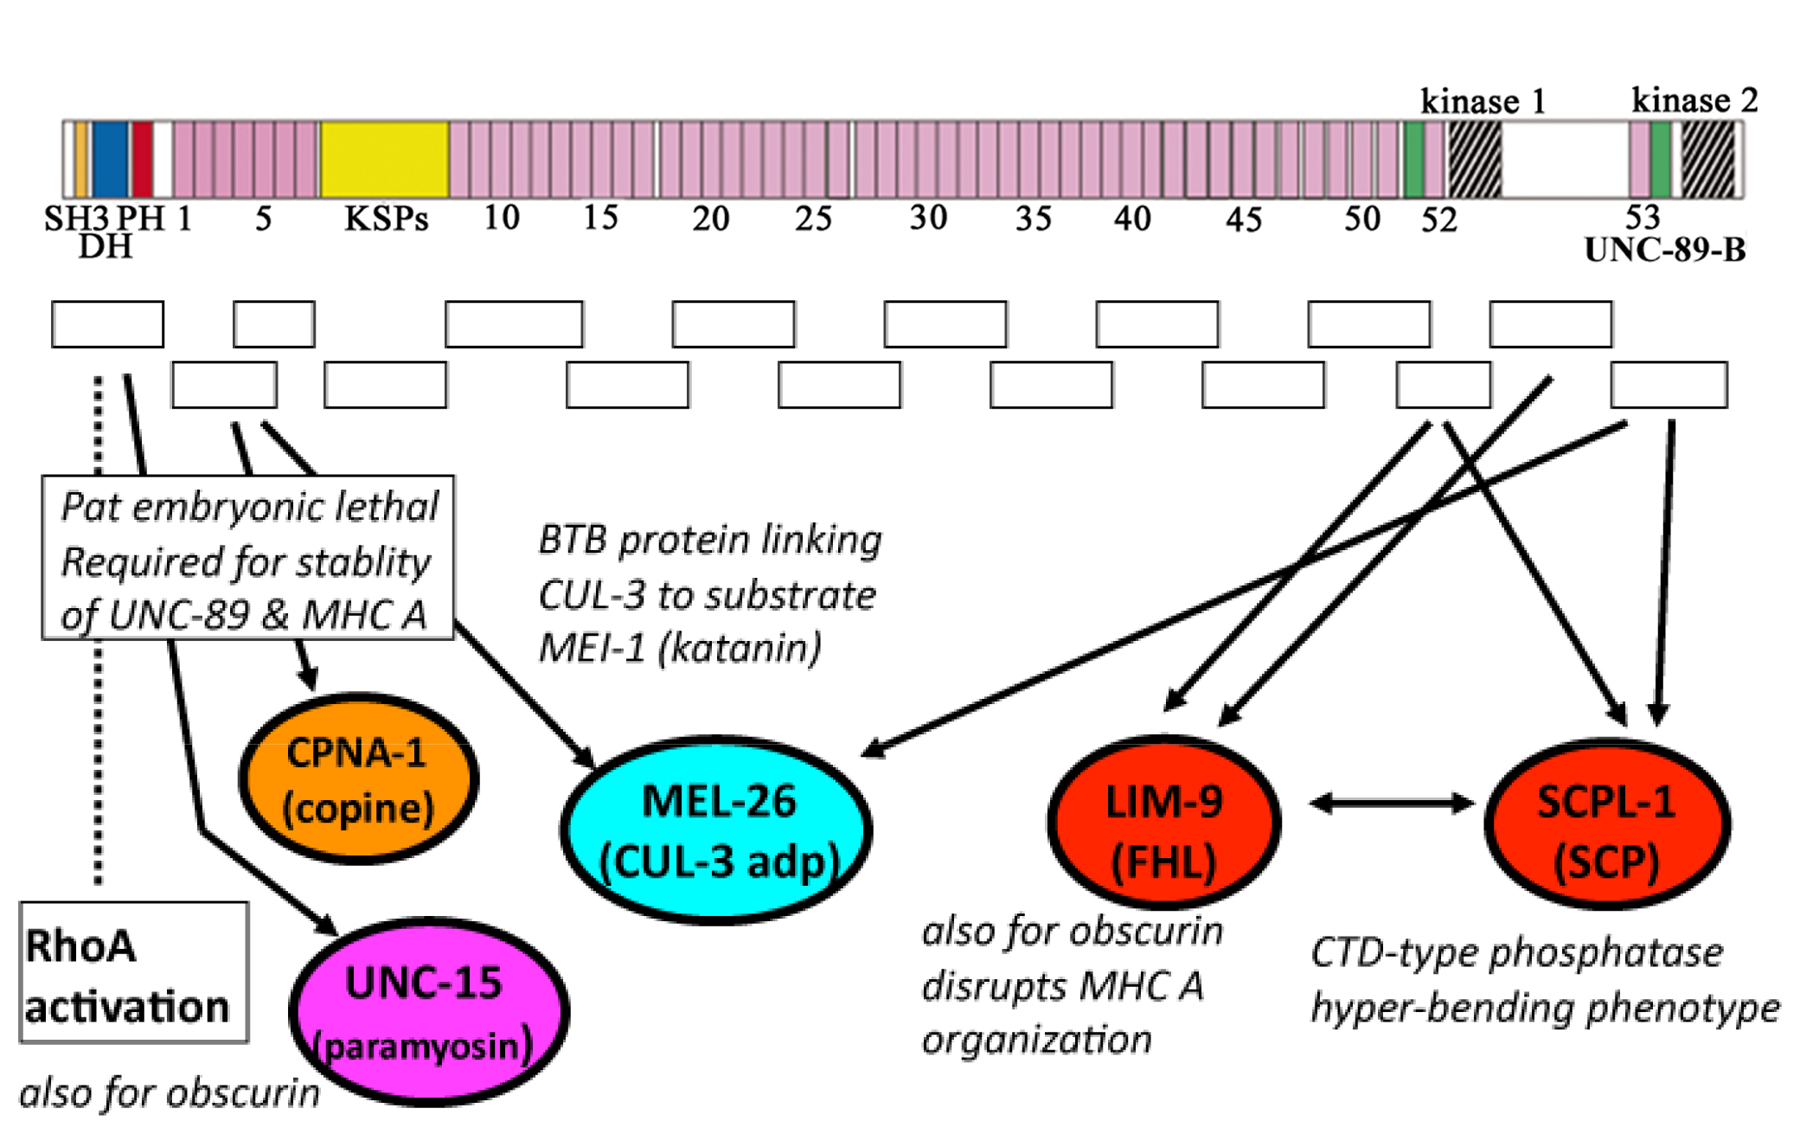 kinase 1 kinase 2
SH3 PH 1 5 KSPs 10 15 20 25 30 35 40 45 50 52 53
DH UNC-89-B
Pat embryonic lethal
Required for stablity
of UNC-89 & MHC A
BTB protein linking
CUL-3 to substrate
MEI-1 (katanin)
CPNA-1
(copine)
MEL-26
(CUL-3 adp)
LIM-9
(FHL)
SCPL-1
(SCP)
also for obscurin
disrupts MHC A
organization
CTD-type phosphatase
hyper-bending phenotype
RhoA
activation
UNC-15
(paramyosin)
also for obscurin